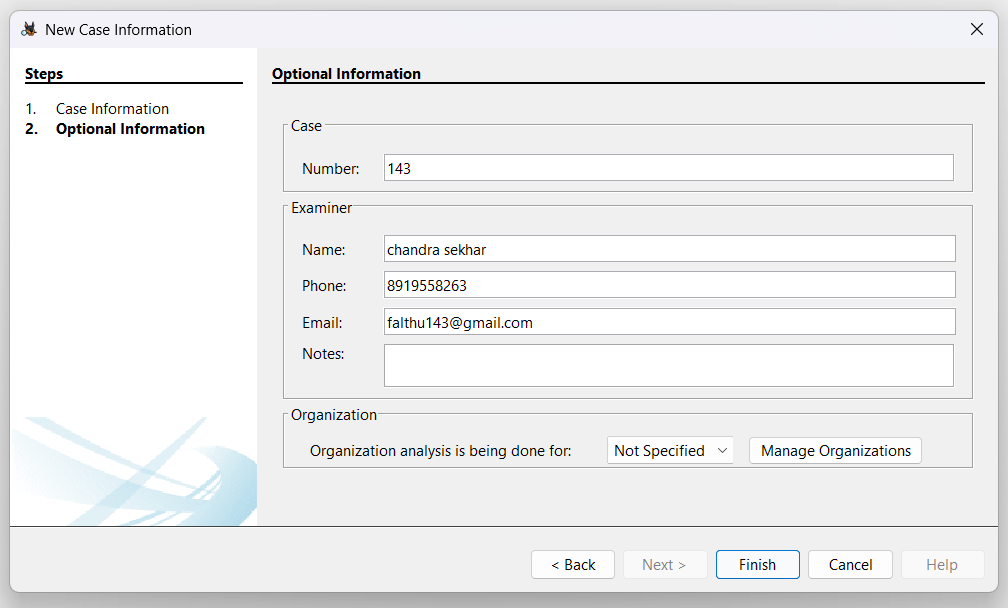 New Case Information
Steps
1. Case Information
2. Optional Information
Optional Information
Case
Number: 143
Examiner
Name: chandra sekhar
Phone: 8919558263
Email: falthu143@gmail.com
Notes:
Organization
Organization analysis is being done for: Not Specified Manage Organizations
< Back Next > Finish Cancel Help